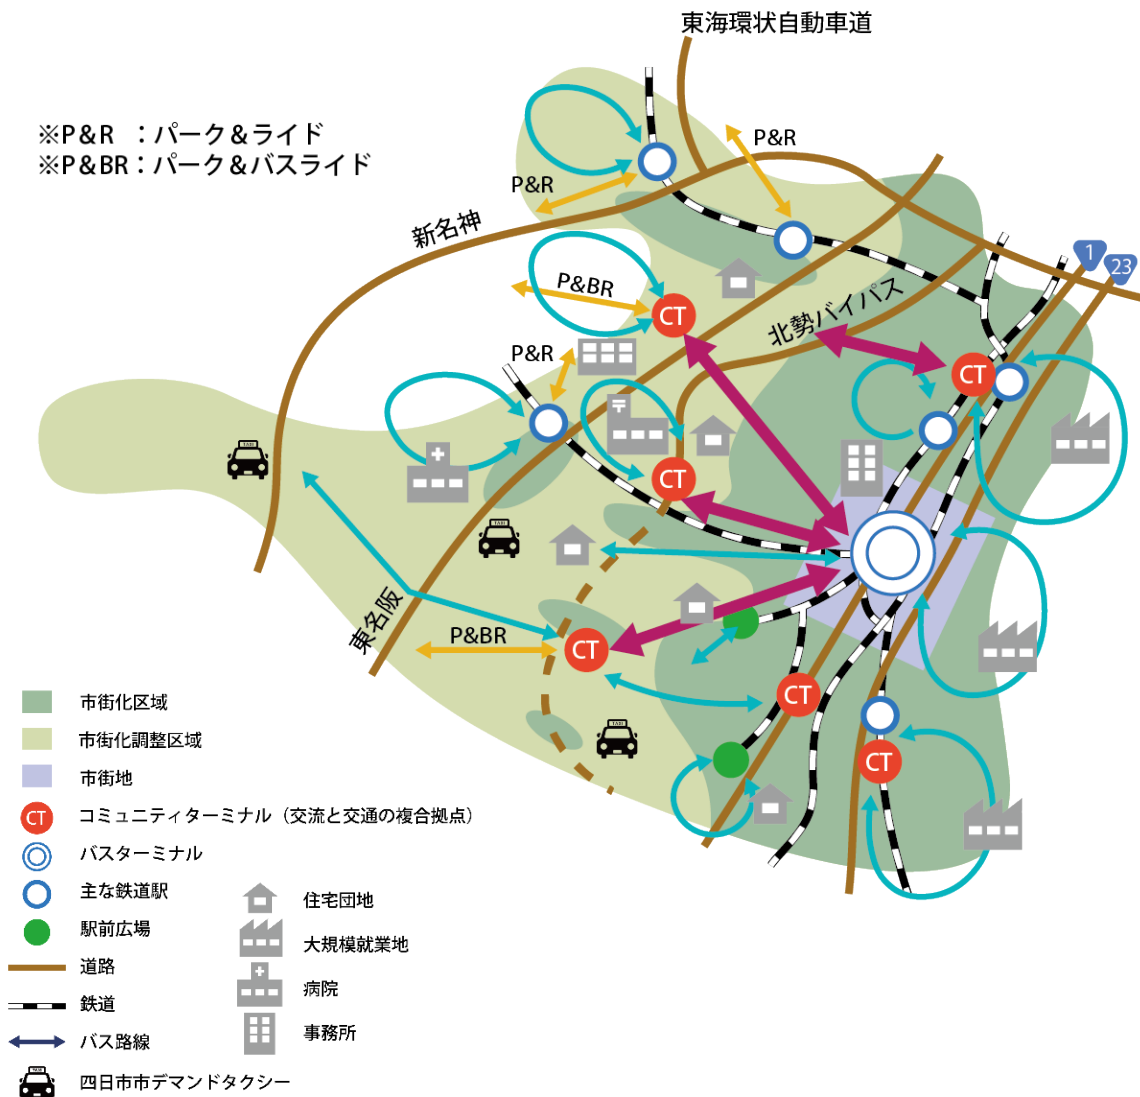 東海環状自動車道
※P&R ：パーク&ライド
※P&BR：パーク&バスライド
P&R
P&R
新名神
1
23
P&BR
CT
北勢バイパス
P&R
CT
〒
TAXI
CT
TAXI
東名阪
P&BR
CT
CT
TAXI
CT
市街化区域
市街化調整区域
市街地
CT
コミュニティターミナル（交流と交通の複合拠点）
バスターミナル
主な鉄道駅
駅前広場
道路
鉄道
バス路線
TAXI
四日市市デマンドタクシー
住宅団地
大規模就業地
病院
事務所